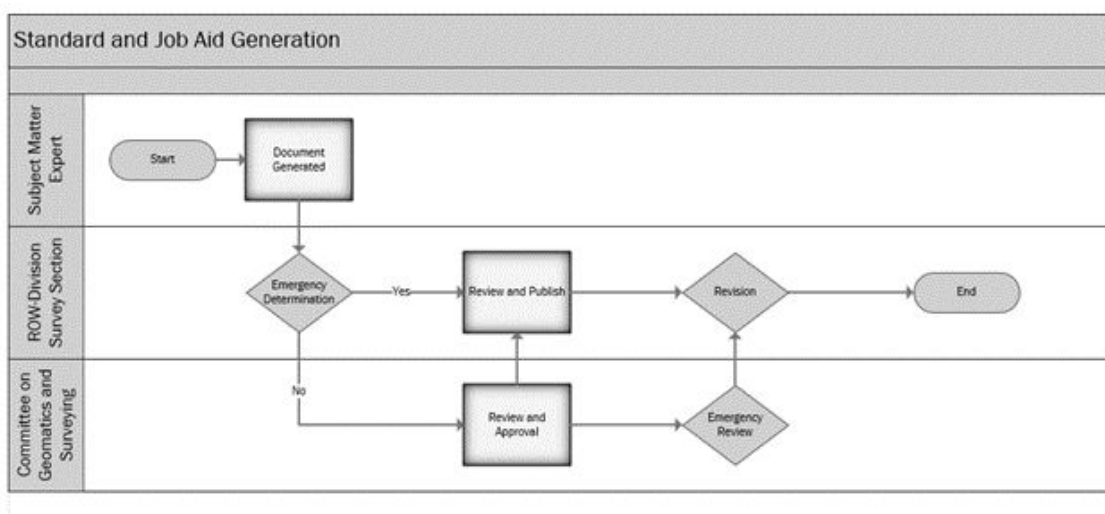 Standard and Job Aid Generation
Subject Matter
Expert
Start
Document
Generated
ROW-Division
Survey Section
Emergency
Determination
Yes
Review and Publish
Revision
End
Committee on
Geomatics and
Surveying
No
Review and
Approval
Emergency
Review